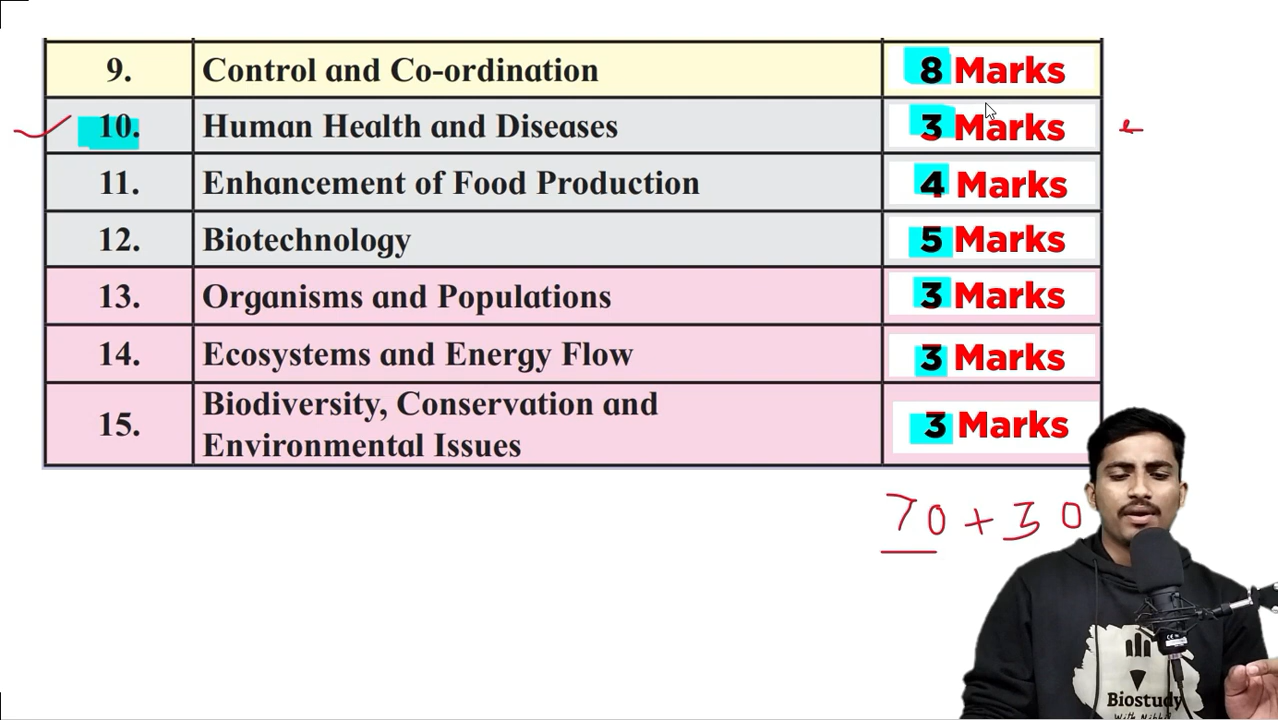 9. Control and Co-ordination 8 Marks
10. Human Health and Diseases 3 Marks
11. Enhancement of Food Production 4 Marks
12. Biotechnology 5 Marks
13. Organisms and Populations 3 Marks
14. Ecosystems and Energy Flow 3 Marks
15. Biodiversity, Conservation and
Environmental Issues 3 Marks
70 + 30
Biostudy
With